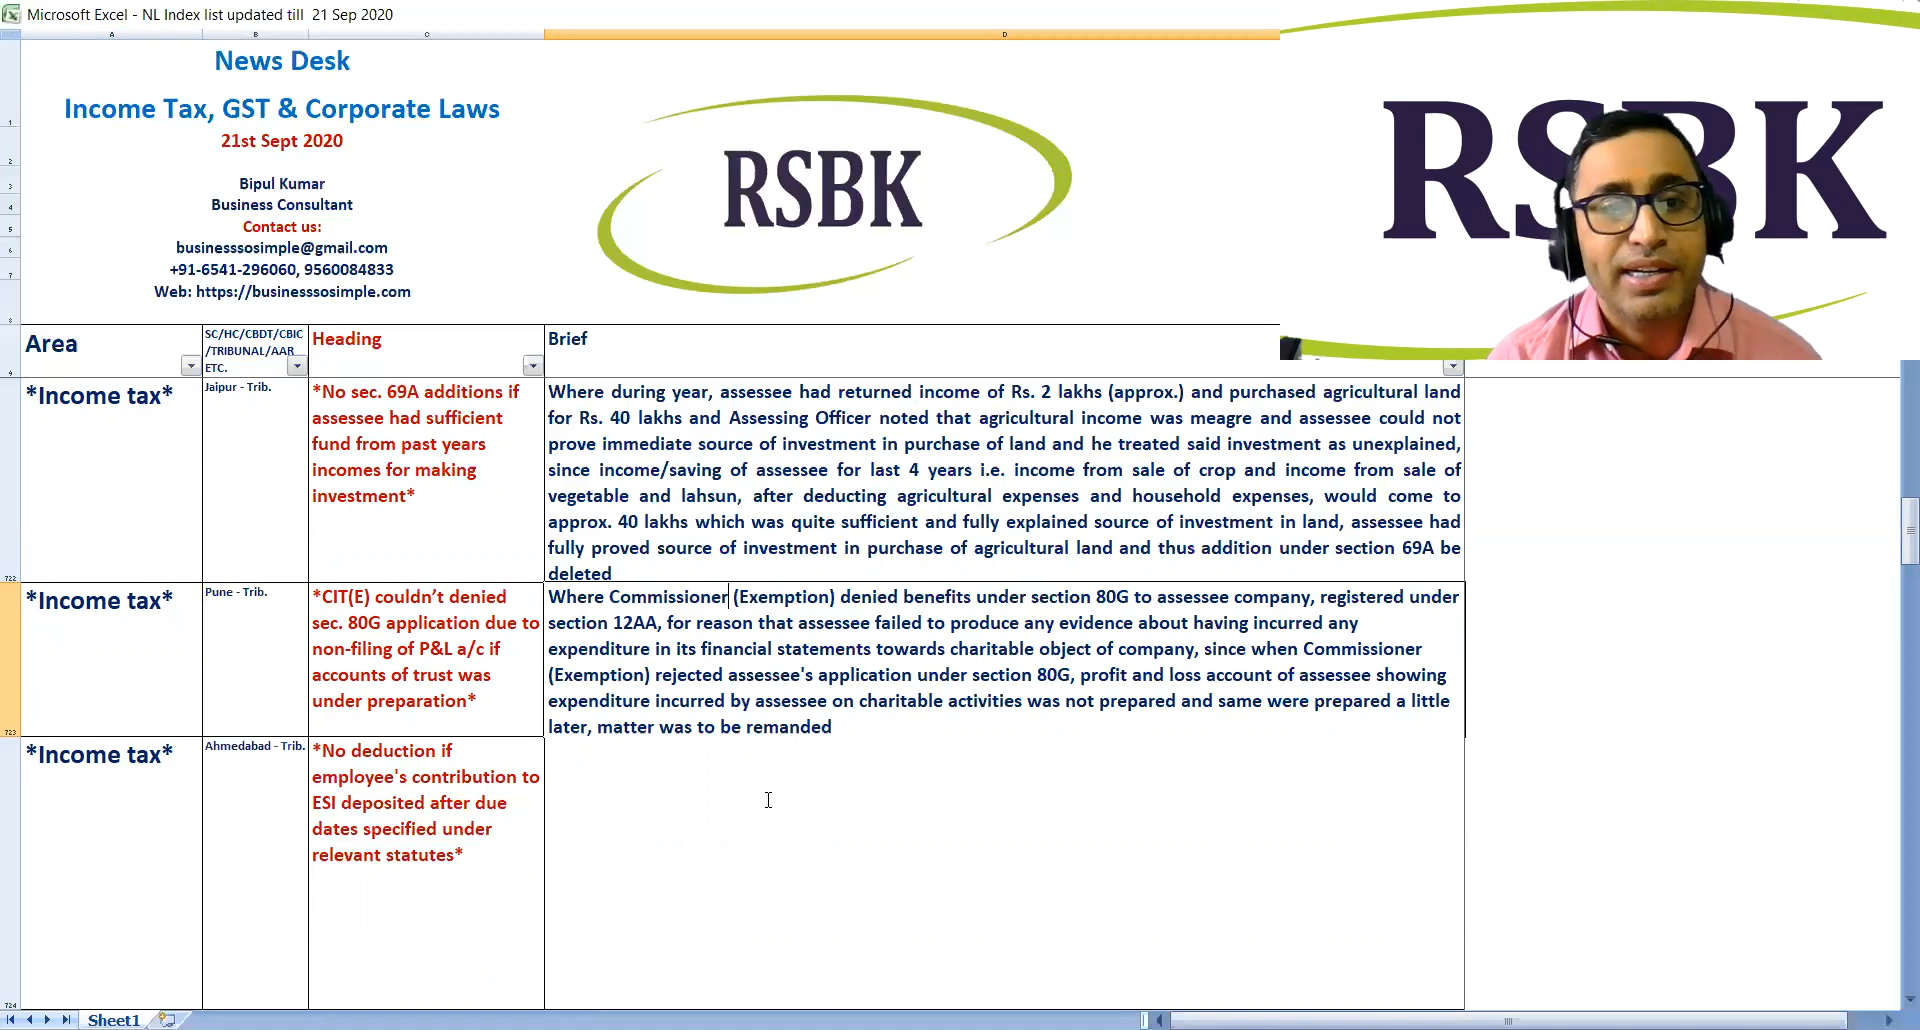 Microsoft Excel - NL Index list updated till  21 Sep 2020
A
B
C
D
News Desk
Income Tax, GST & Corporate Laws
21st Sept 2020
Bipul Kumar
Business Consultant
Contact us:
businesssosimple@gmail.com
+91-6541-296060, 9560084833
Web: https://businesssosimple.com
RSBK
RSBK
1
2
3
4
5
6
7
8
9
Area
SC/HC/CBDT/CBIC
/TRIBUNAL/AAR
ETC.
Heading
Brief
*Income tax*
Jaipur - Trib.
*No sec. 69A additions if
assessee had sufficient
fund from past years
incomes for making
investment*
Where during year, assessee had returned income of Rs. 2 lakhs (approx.) and purchased agricultural land
for Rs. 40 lakhs and Assessing Officer noted that agricultural income was meagre and assessee could not
prove immediate source of investment in purchase of land and he treated said investment as unexplained,
since income/saving of assessee for last 4 years i.e. income from sale of crop and income from sale of
vegetable and lahsun, after deducting agricultural expenses and household expenses, would come to
approx. 40 lakhs which was quite sufficient and fully explained source of investment in land, assessee had
fully proved source of investment in purchase of agricultural land and thus addition under section 69A be
deleted
722
*Income tax*
Pune - Trib.
*CIT(E) couldn’t denied
sec. 80G application due to
non-filing of P&L a/c if
accounts of trust was
under preparation*
Where Commissioner (Exemption) denied benefits under section 80G to assessee company, registered under
section 12AA, for reason that assessee failed to produce any evidence about having incurred any
expenditure in its financial statements towards charitable object of company, since when Commissioner
(Exemption) rejected assessee's application under section 80G, profit and loss account of assessee showing
expenditure incurred by assessee on charitable activities was not prepared and same were prepared a little
later, matter was to be remanded
723
*Income tax*
Ahmedabad - Trib.
*No deduction if
employee's contribution to
ESI deposited after due
dates specified under
relevant statutes*
724
Sheet1